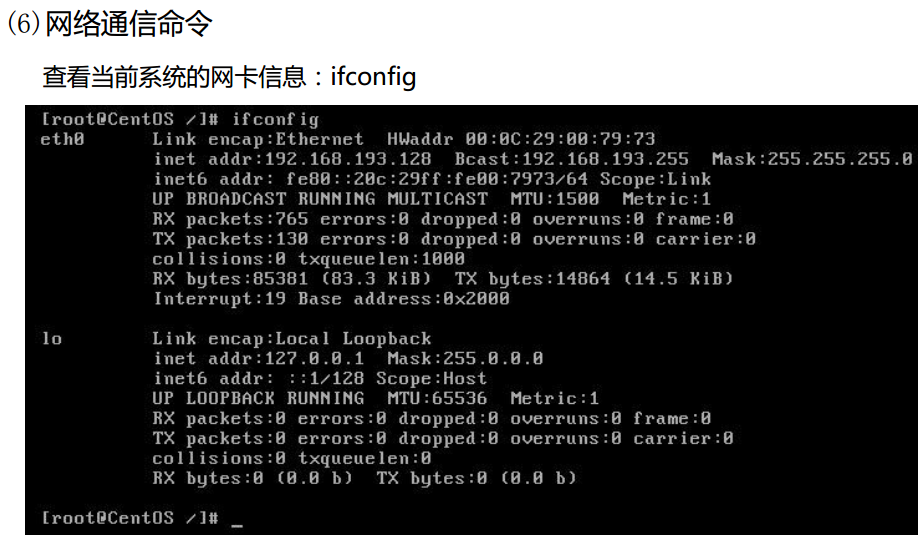 (6)网络通信命令
查看当前系统的网卡信息：ifconfig
[root@CentOS /]# ifconfig
eth0      Link encap:Ethernet  HWaddr 00:0C:29:00:79:73
          inet addr:192.168.193.128  Bcast:192.168.193.255  Mask:255.255.255.0
          inet6 addr: fe80::20c:29ff:fe00:7973/64 Scope:Link
          UP BROADCAST RUNNING MULTICAST  MTU:1500  Metric:1
          RX packets:765 errors:0 dropped:0 overruns:0 frame:0
          TX packets:130 errors:0 dropped:0 overruns:0 carrier:0
          collisions:0 txqueuelen:1000
          RX bytes:85381 (83.3 KiB)  TX bytes:14864 (14.5 KiB)
          Interrupt:19 Base address:0x2000
lo        Link encap:Local Loopback
          inet addr:127.0.0.1  Mask:255.0.0.0
          inet6 addr: ::1/128 Scope:Host
          UP LOOPBACK RUNNING  MTU:65536  Metric:1
          RX packets:0 errors:0 dropped:0 overruns:0 frame:0
          TX packets:0 errors:0 dropped:0 overruns:0 carrier:0
          collisions:0 txqueuelen:0
          RX bytes:0 (0.0 b)  TX bytes:0 (0.0 b)
[root@CentOS /]# _